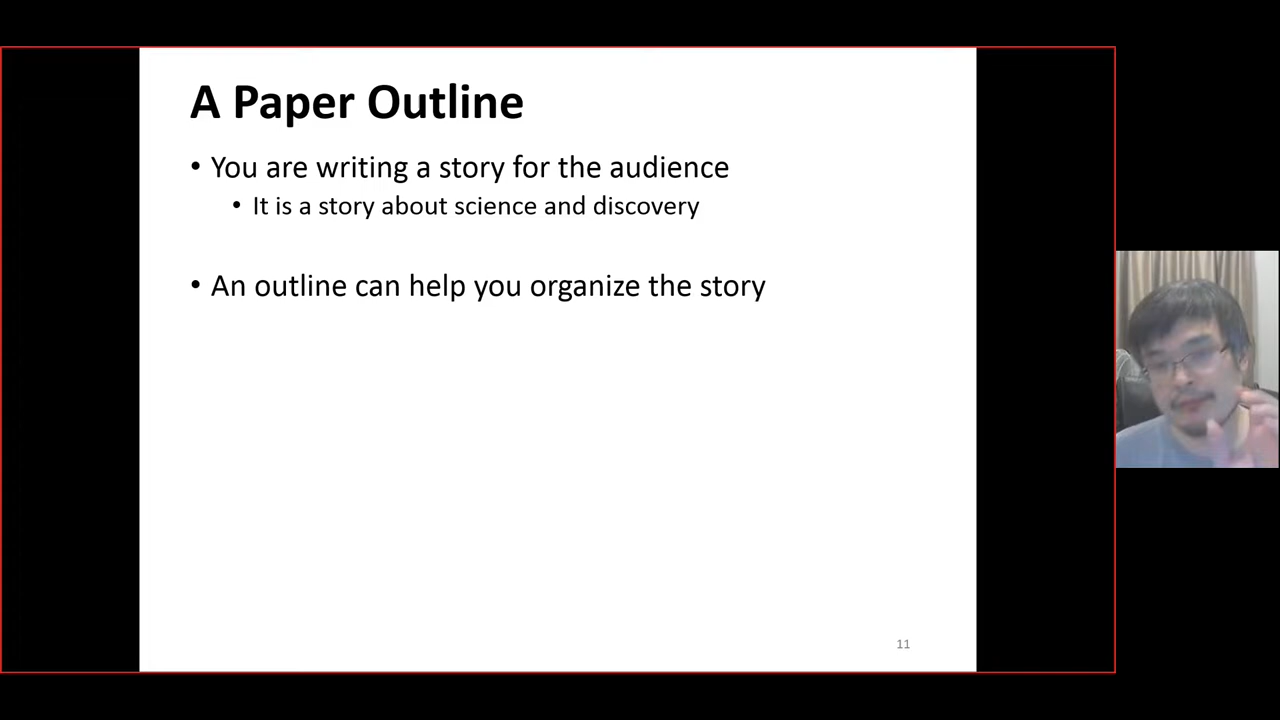 A Paper Outline
• You are writing a story for the audience
• It is a story about science and discovery
• An outline can help you organize the story
11